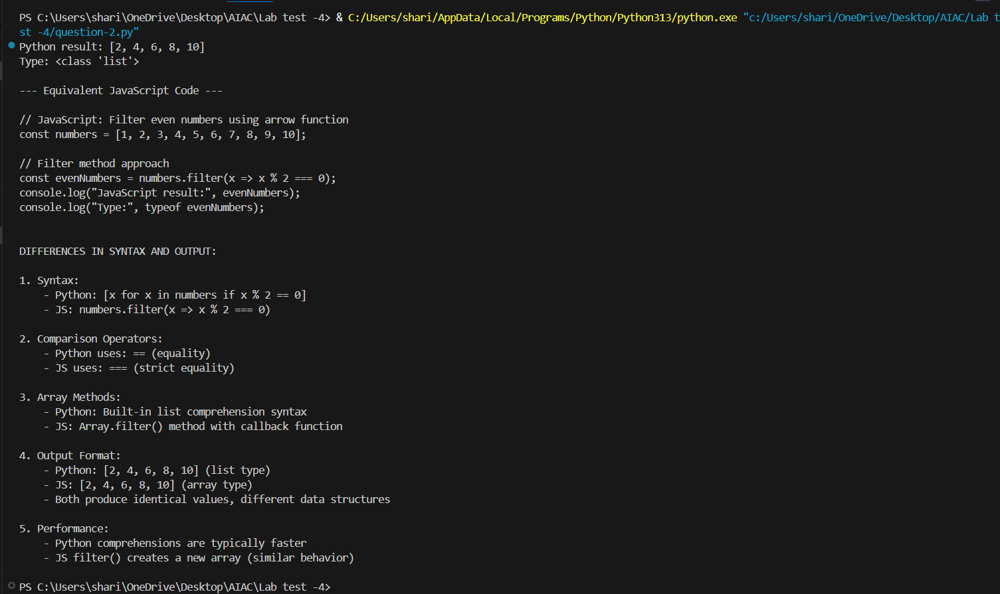 PS C:\Users\shari\OneDrive\Desktop\AIAC\Lab test -4> & C:/Users/shari/AppData/Local/Programs/Python/Python313/python.exe "c:/Users/shari/OneDrive/Desktop/AIAC/Lab t
st -4/question-2.py"
Python result: [2, 4, 6, 8, 10]
Type: <class 'list'>
--- Equivalent JavaScript Code ---
// JavaScript: Filter even numbers using arrow function
const numbers = [1, 2, 3, 4, 5, 6, 7, 8, 9, 10];
// Filter method approach
const evenNumbers = numbers.filter(x => x % 2 === 0);
console.log("JavaScript result:", evenNumbers);
console.log("Type:", typeof evenNumbers);
DIFFERENCES IN SYNTAX AND OUTPUT:
1. Syntax:
- Python: [x for x in numbers if x % 2 == 0]
- JS: numbers.filter(x => x % 2 === 0)
2. Comparison Operators:
- Python uses: == (equality)
- JS uses: === (strict equality)
3. Array Methods:
- Python: Built-in list comprehension syntax
- JS: Array.filter() method with callback function
4. Output Format:
- Python: [2, 4, 6, 8, 10] (list type)
- JS: [2, 4, 6, 8, 10] (array type)
- Both produce identical values, different data structures
5. Performance:
- Python comprehensions are typically faster
- JS filter() creates a new array (similar behavior)
PS C:\Users\shari\OneDrive\Desktop\AIAC\Lab test -4>